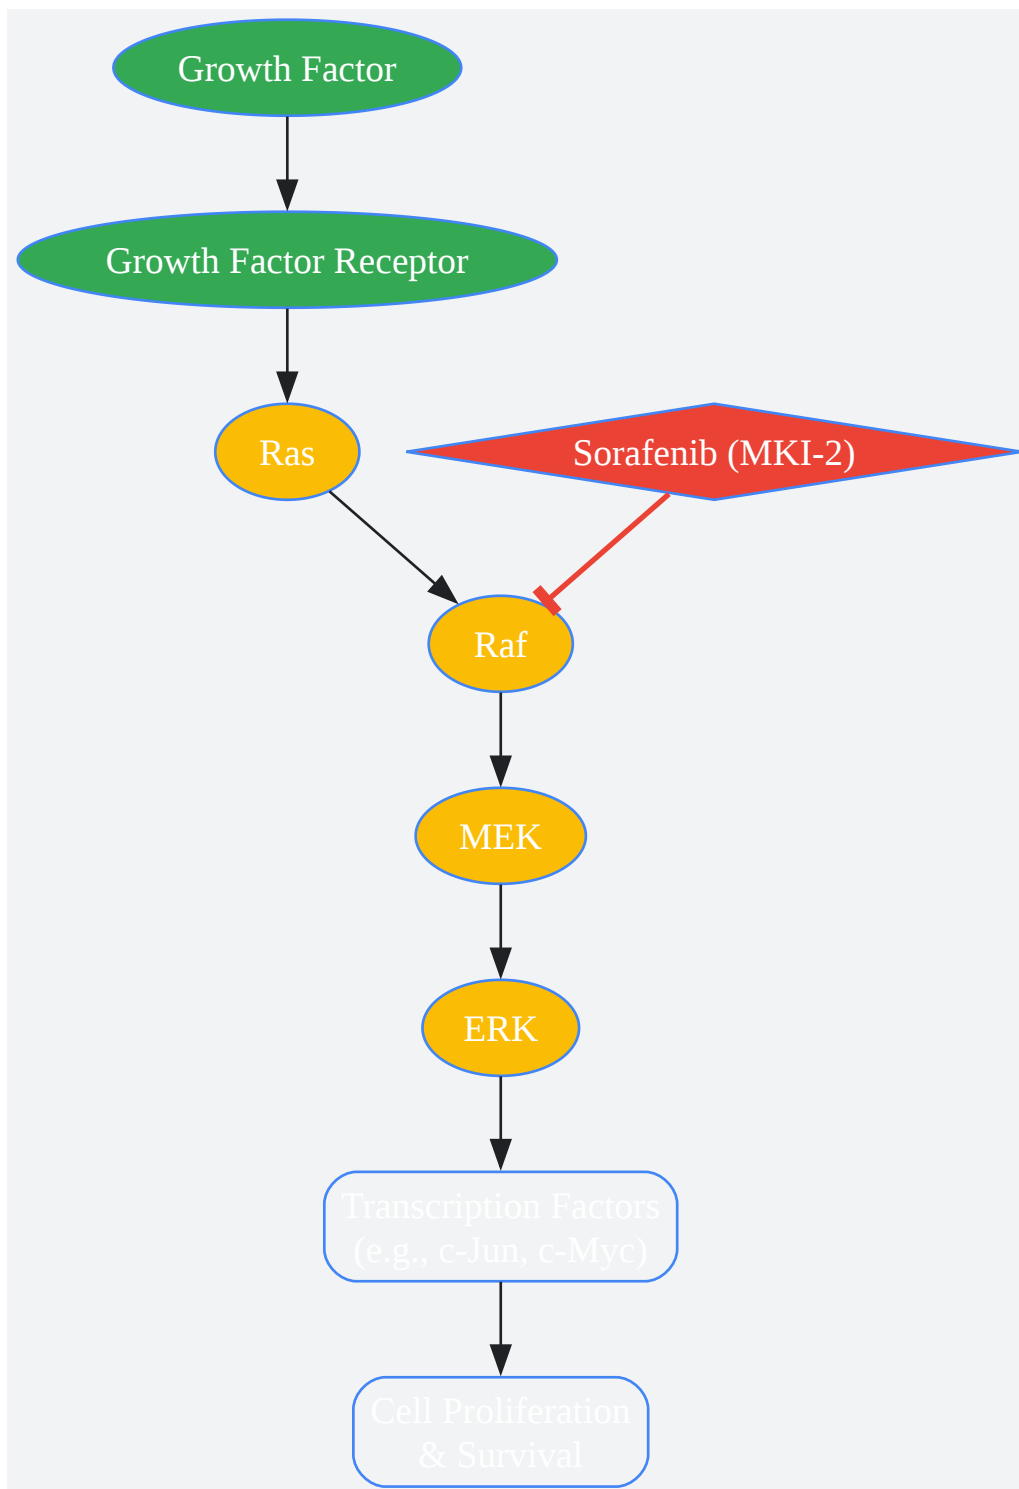 Growth Factor
Growth Factor Receptor
Ras
Sorafenib (MKI-2)
Raf
MEK
ERK
Transcription Factors
(e.g., c-Jun, c-Myc)
Cell Proliferation
& Survival